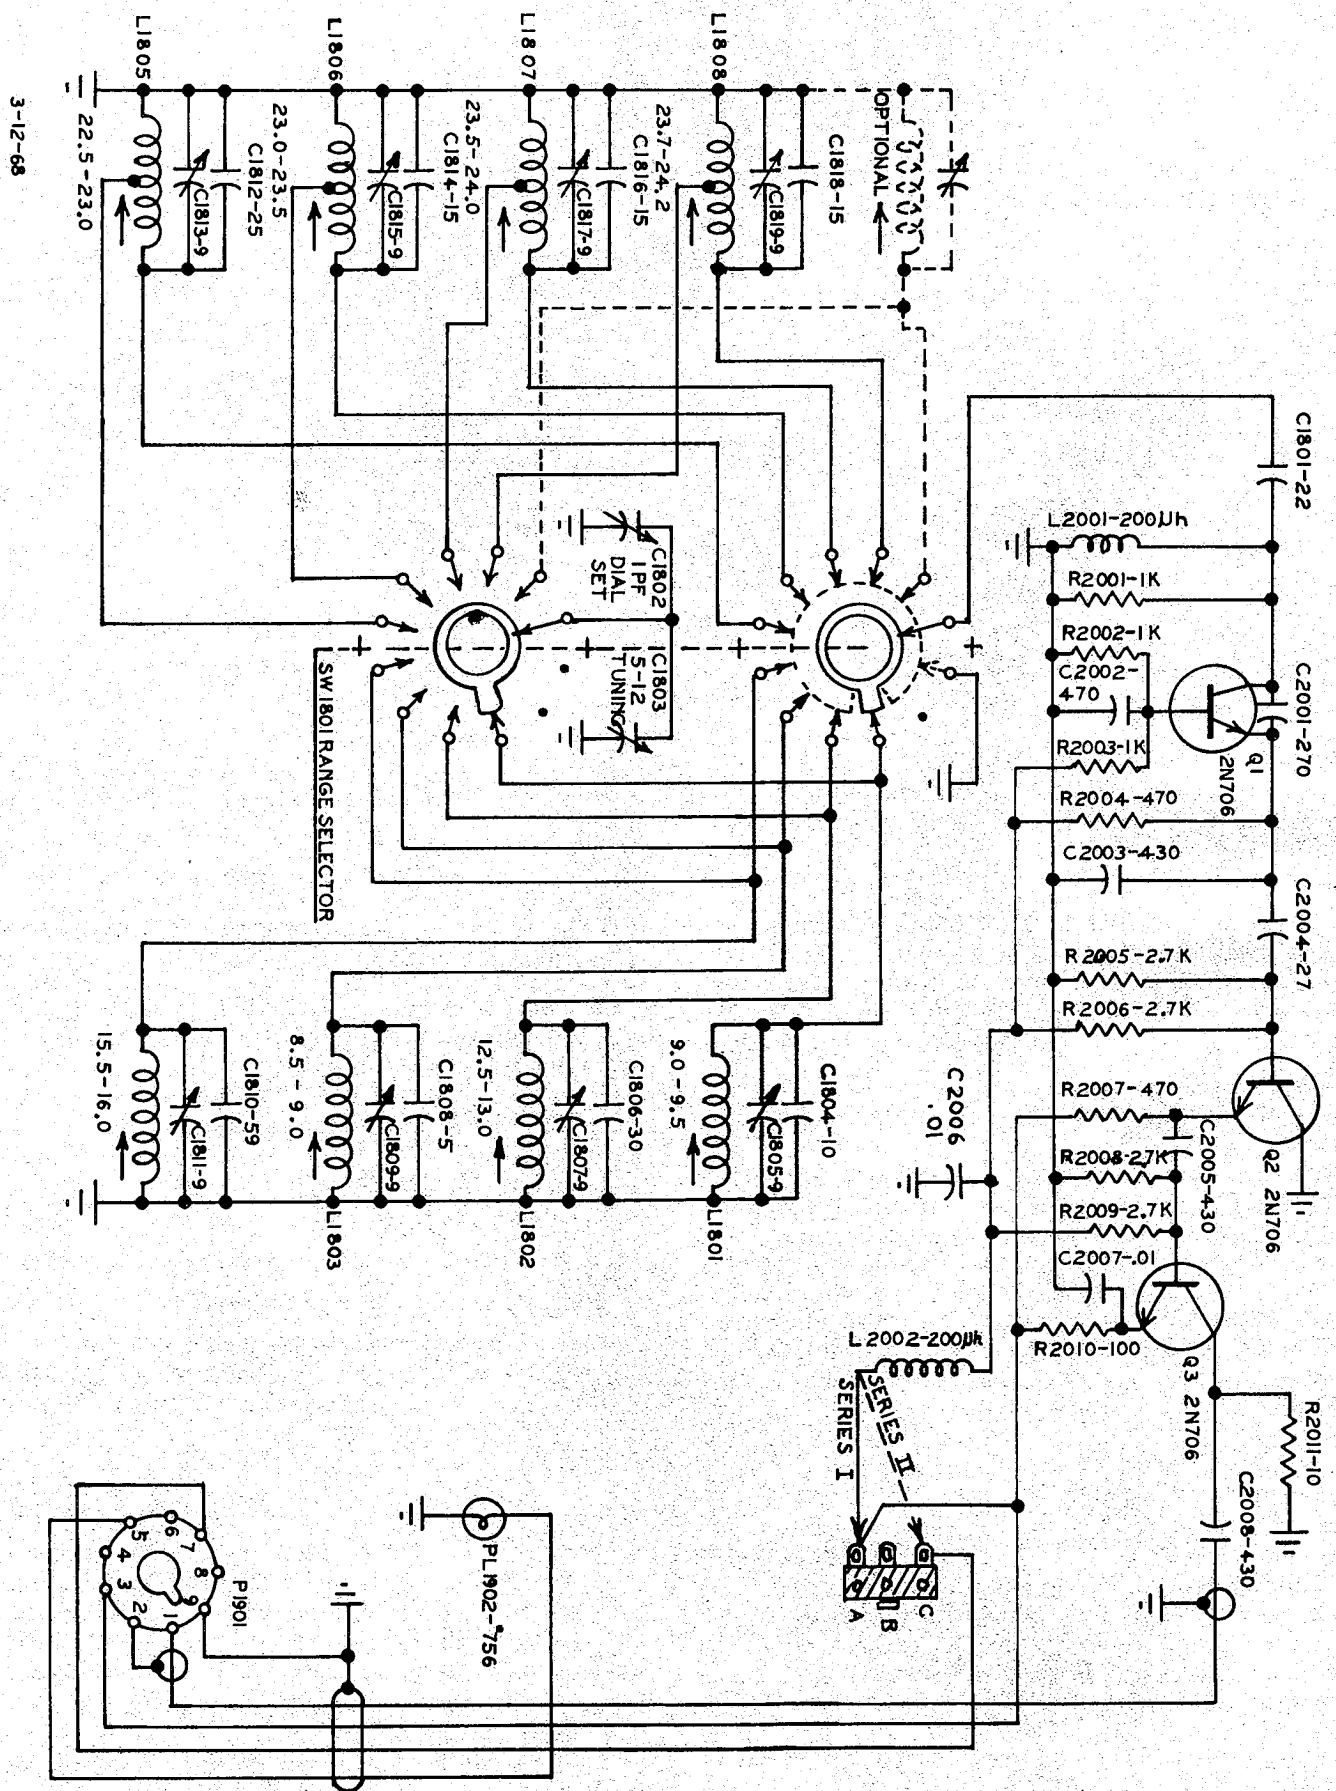 L1805
L1806
L1807
L1808
OPTIONAL
C1812-25
C1813-9
22.5-23.0
C1814-15
C1815-9
23.0-23.5
C1816-15
C1817-9
23.5-24.0
C1818-15
C1819-9
23.7-24.2
3-12-68
C1801-22
L2001-200μh
R2001-1K
R2002-1K
C2002-
470
R2003-1K
Q1
2N706
C2001-270
R2004-470
C2003-430
C2004-27
R2005-2.7K
R2006-2.7K
R2007-470
Q2 2N706
C2005-430
R2008-2.7K
R2009-2.7K
C2007-.01
R2010-100
Q3 2N706
R2011-10
C2008-430
C2006
.01
L2002-200μh
SERIES I
SERIES II
A
B
C
C1802
1PF
DIAL
SET
C1803
5-12
TUNING
SW1801 RANGE SELECTOR
C1804-10
C1805-9
9.0-9.5
L1801
C1806-30
C1807-9
12.5-13.0
L1802
C1808-5
C1809-9
8.5-9.0
L1803
C1810-59
C1811-9
15.5-16.0
PL1902-#756
P1901
1
2
3
4
5
6
7
8
9